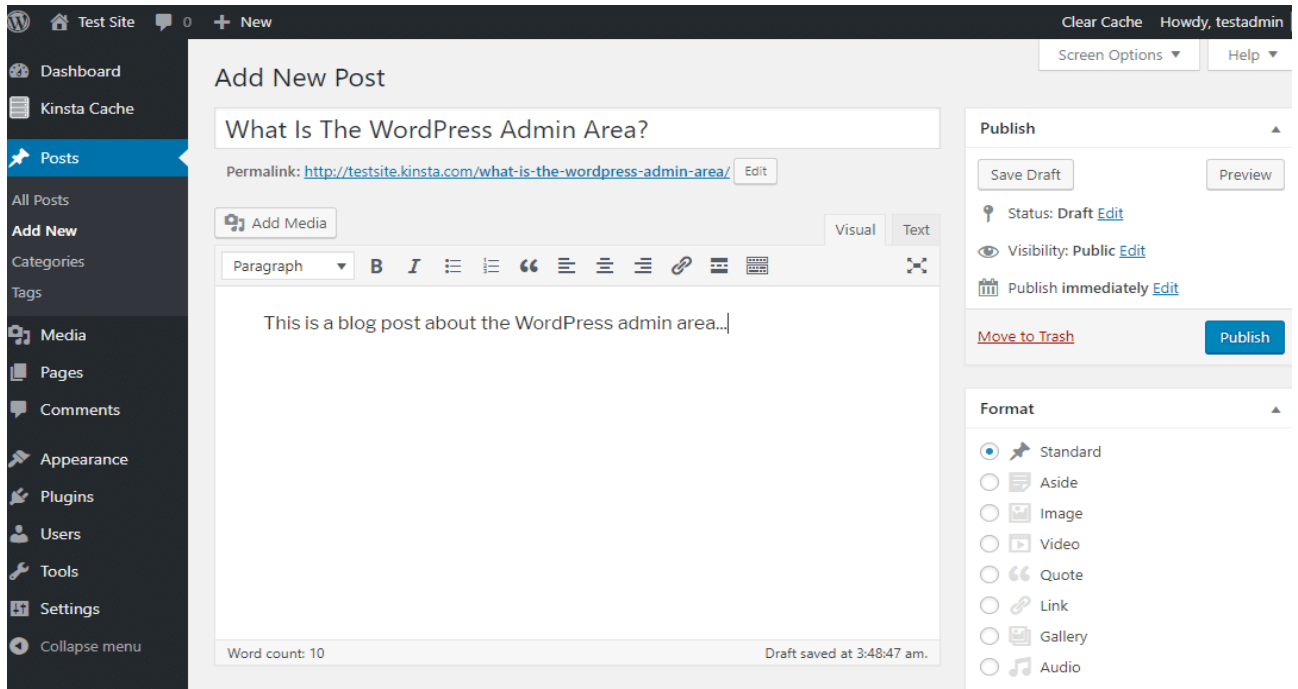 Test Site 0 + New Clear Cache Howdy, testadmin
Screen Options ▼ Help ▼
Dashboard
Kinsta Cache
Posts
All Posts
Add New
Categories
Tags
Media
Pages
Comments
Appearance
Plugins
Users
Tools
Settings
Collapse menu
Add New Post
What Is The WordPress Admin Area?
Permalink: http://testsite.kinsta.com/what-is-the-wordpress-admin-area/ Edit
Add Media
Visual Text
Paragraph ▼ B I
This is a blog post about the WordPress admin area...
Word count: 10 Draft saved at 3:48:47 am.
Publish
Save Draft Preview
Status: Draft Edit
Visibility: Public Edit
Publish immediately Edit
Move to Trash Publish
Format
Standard
Aside
Image
Video
Quote
Link
Gallery
Audio